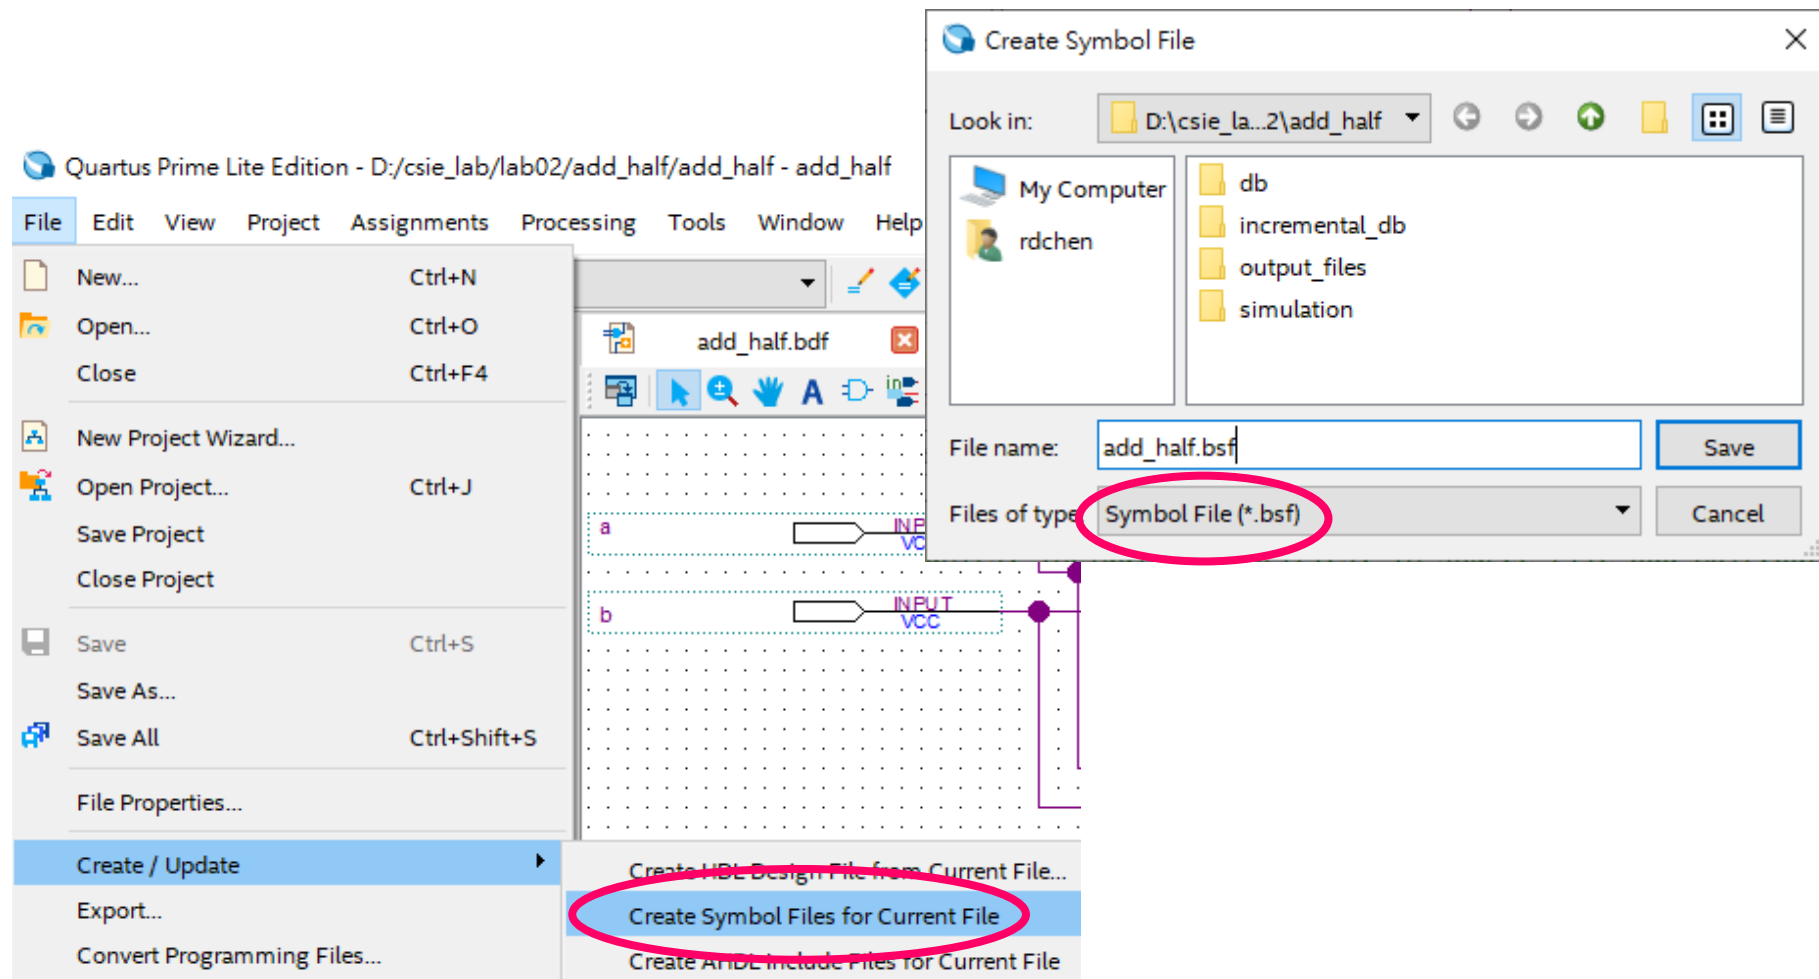 Create Symbol File
Look in:
D:\csie_la...2\add_half
My Computer
rdchen
db
incremental_db
output_files
simulation
File name:
add_half.bsf
Save
Files of type
Symbol File (*.bsf)
Cancel
Quartus Prime Lite Edition - D:/csie_lab/lab02/add_half/add_half - add_half
File Edit View Project Assignments Processing Tools Window Help
New... Ctrl+N
Open... Ctrl+O
Close Ctrl+F4
New Project Wizard...
Open Project... Ctrl+J
Save Project
Close Project
Save Ctrl+S
Save As...
Save All Ctrl+Shift+S
File Properties...
Create / Update
Export...
Convert Programming Files...
add_half.bdf
A
in
a
INP
VC
b
INPUT
VCC
Create HDL Design File from Current File...
Create Symbol Files for Current File
Create AHDL Include Files for Current File